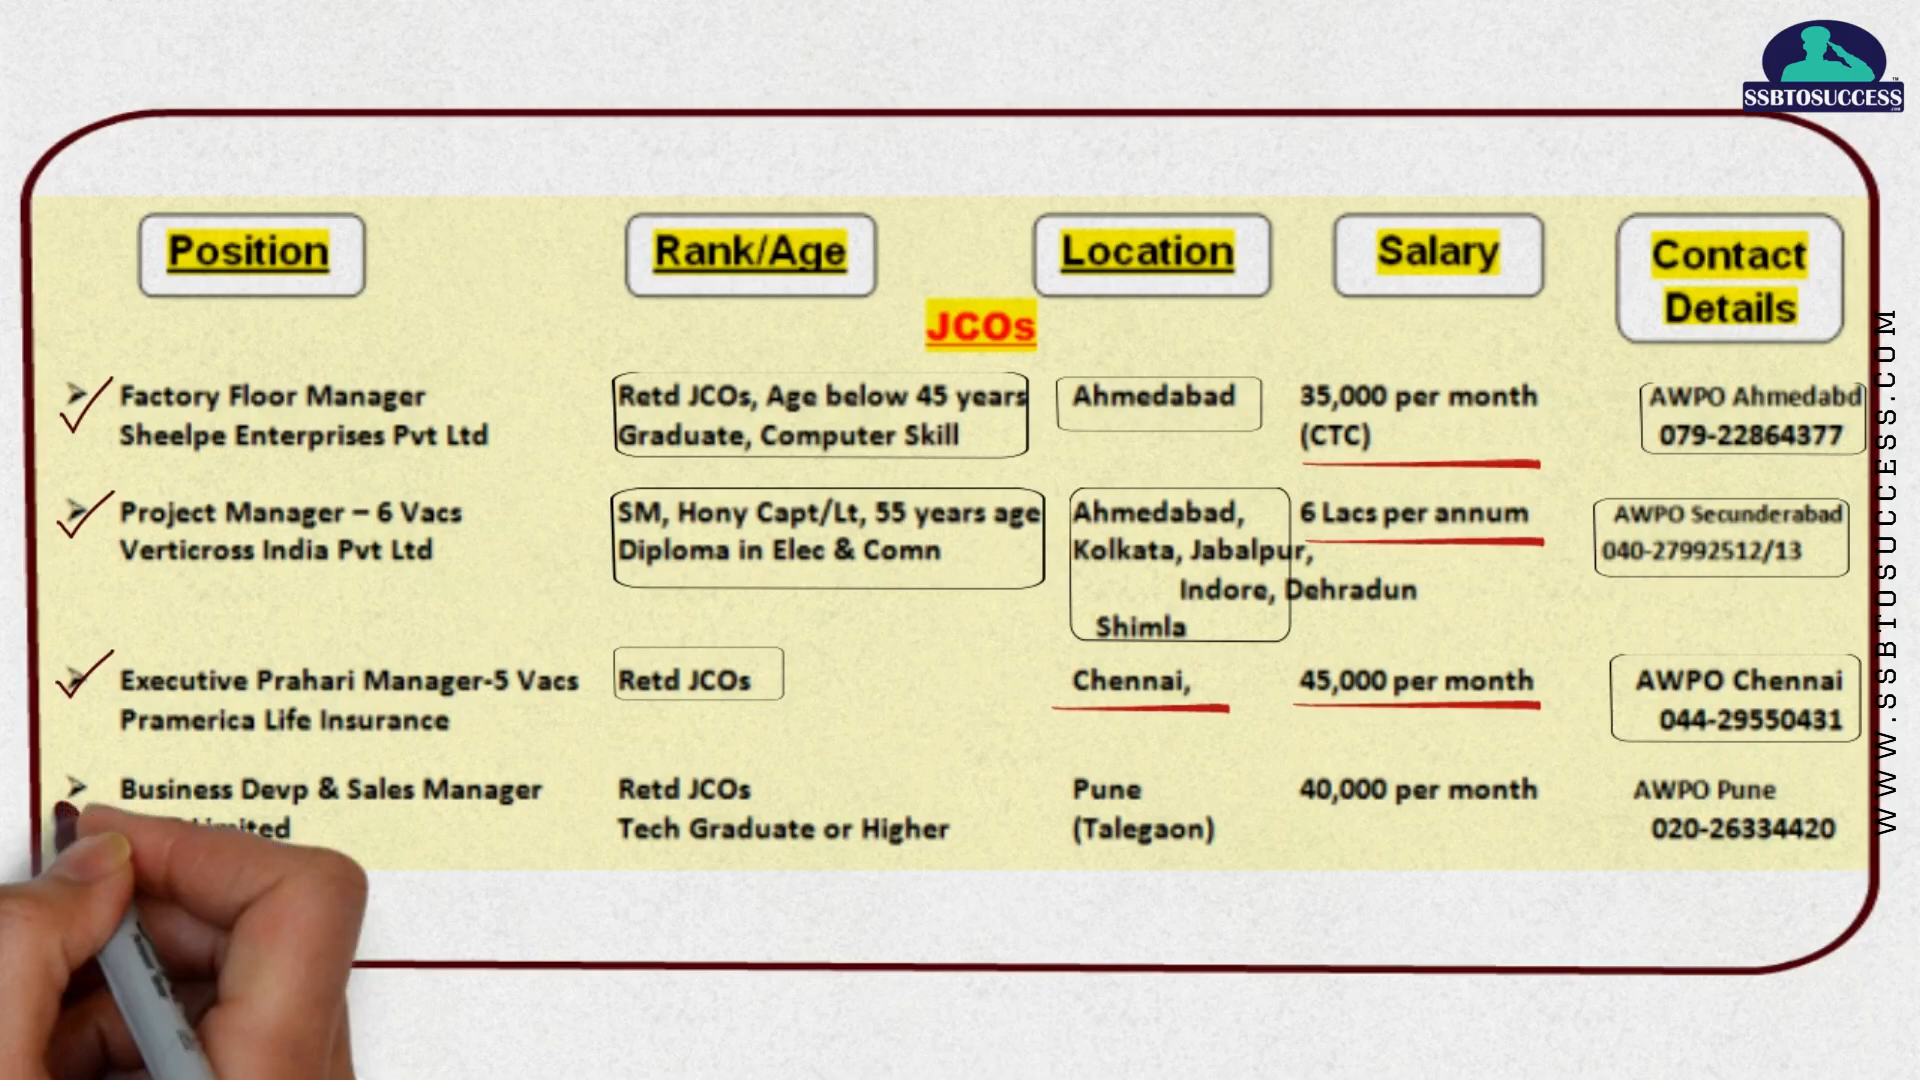 SSBTOSUCCESS
Position Rank/Age Location Salary Contact Details
JCOs
Factory Floor Manager Retd JCOs, Age below 45 years Ahmedabad 35,000 per month AWPO Ahmedabd
Sheelpe Enterprises Pvt Ltd Graduate, Computer Skill (CTC) 079-22864377
Project Manager – 6 Vacs SM, Hony Capt/Lt, 55 years age Ahmedabad, 6 Lacs per annum AWPO Secunderabad
Verticross India Pvt Ltd Diploma in Elec & Comn Kolkata, Jabalpur, 040-27992512/13
Indore, Dehradun
Shimla
Executive Prahari Manager-5 Vacs Retd JCOs Chennai, 45,000 per month AWPO Chennai
Pramerica Life Insurance 044-29550431
Business Devp & Sales Manager Retd JCOs Pune 40,000 per month AWPO Pune
Limited Tech Graduate or Higher (Talegaon) 020-26334420
WWW.SSBTOSUCCESS.COM